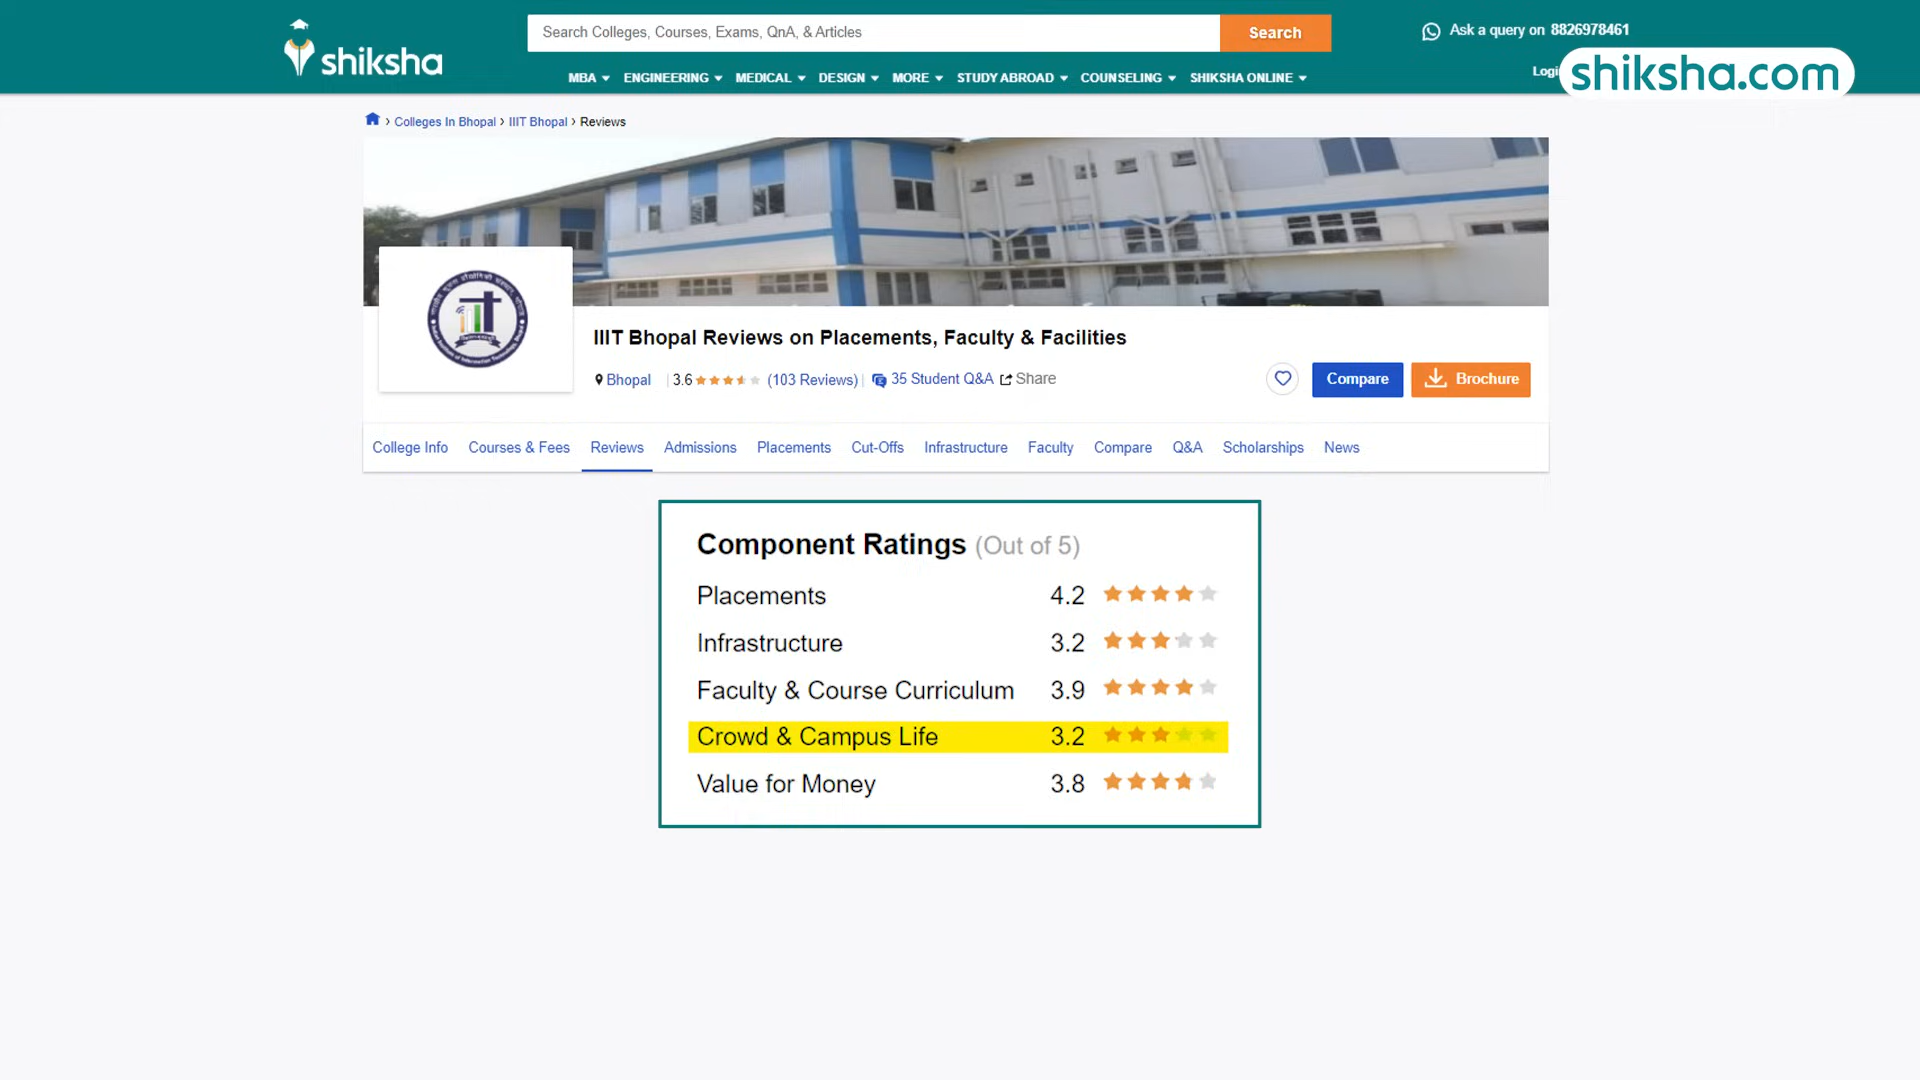 shiksha
Search Colleges, Courses, Exams, QnA, & Articles
Search
Ask a query on 8826978461
MBA ENGINEERING MEDICAL DESIGN MORE STUDY ABROAD COUNSELING SHIKSHA ONLINE
shiksha.com
› Colleges In Bhopal › IIIT Bhopal › Reviews
IIIT Bhopal Reviews on Placements, Faculty & Facilities
Bhopal | 3.6 (103 Reviews) | 35 Student Q&A Share
Compare
Brochure
College Info Courses & Fees Reviews Admissions Placements Cut-Offs Infrastructure Faculty Compare Q&A Scholarships News
Component Ratings (Out of 5)
Placements 4.2
Infrastructure 3.2
Faculty & Course Curriculum 3.9
Crowd & Campus Life 3.2
Value for Money 3.8